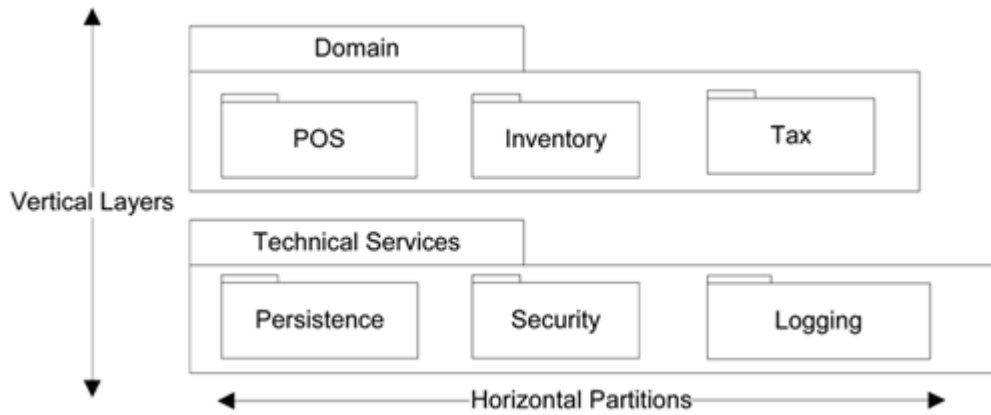 Domain
POS Inventory Tax
Vertical Layers
Technical Services
Persistence Security Logging
Horizontal Partitions